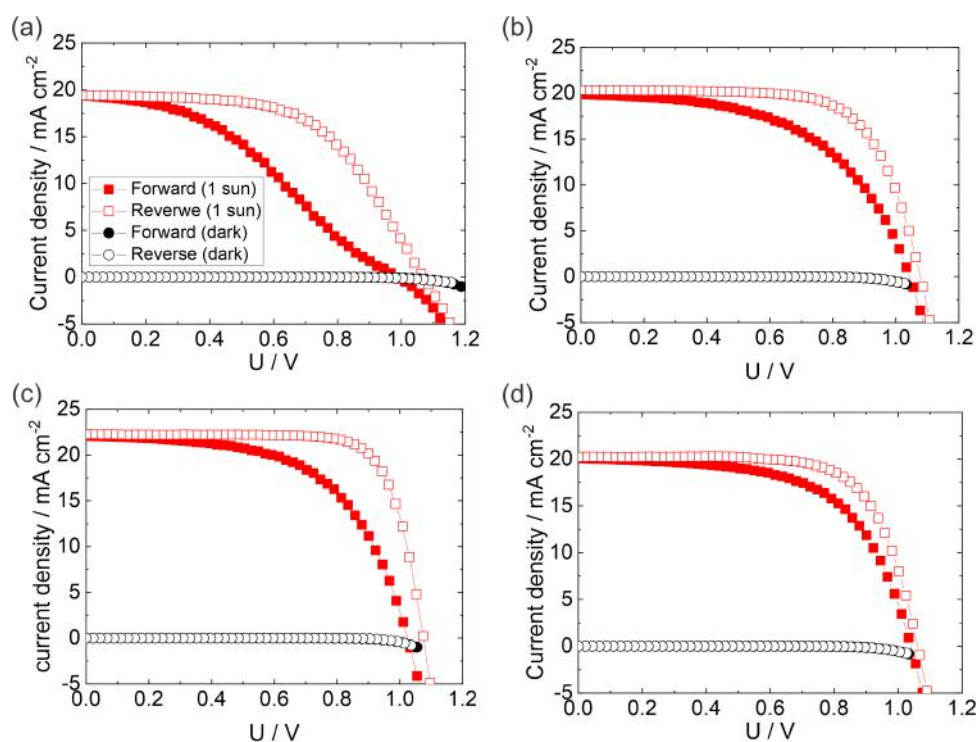 (a)
25
20
15
10
5
0
-5
Current density / mA cm-2
Forward (1 sun)
Reverwe (1 sun)
Forward (dark)
Reverse (dark)
0.0 0.2 0.4 0.6 0.8 1.0 1.2
U / V
(b)
25
20
15
10
5
0
-5
Current density / mA cm-2
0.0 0.2 0.4 0.6 0.8 1.0 1.2
U / V
(c)
25
20
15
10
5
0
-5
current density / mA cm-2
0.0 0.2 0.4 0.6 0.8 1.0 1.2
U / V
(d)
25
20
15
10
5
0
-5
Current density / mA cm-2
0.0 0.2 0.4 0.6 0.8 1.0 1.2
U / V